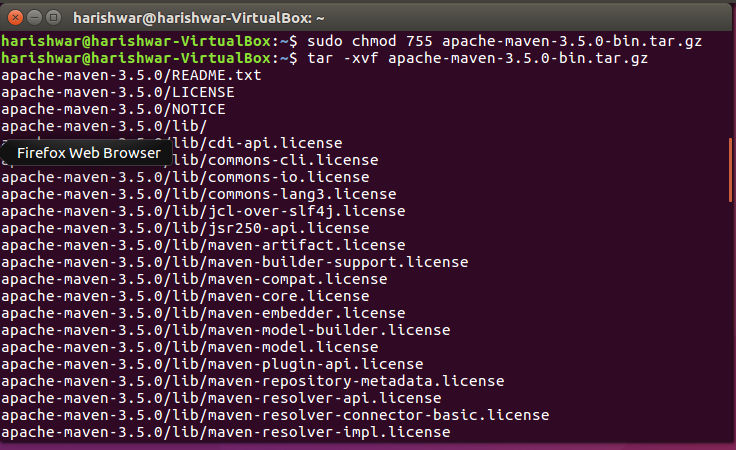 harishwar@harishwar-VirtualBox: ~
harishwar@harishwar-VirtualBox:~$ sudo chmod 755 apache-maven-3.5.0-bin.tar.gz
harishwar@harishwar-VirtualBox:~$ tar -xvf apache-maven-3.5.0-bin.tar.gz
apache-maven-3.5.0/README.txt
apache-maven-3.5.0/LICENSE
apache-maven-3.5.0/NOTICE
apache-maven-3.5.0/lib/
/lib/cdi-api.license
Firefox Web Browser
/lib/commons-cli.license
apache-maven-3.5.0/lib/commons-io.license
apache-maven-3.5.0/lib/commons-lang3.license
apache-maven-3.5.0/lib/jcl-over-slf4j.license
apache-maven-3.5.0/lib/jsr250-api.license
apache-maven-3.5.0/lib/maven-artifact.license
apache-maven-3.5.0/lib/maven-builder-support.license
apache-maven-3.5.0/lib/maven-compat.license
apache-maven-3.5.0/lib/maven-core.license
apache-maven-3.5.0/lib/maven-embedder.license
apache-maven-3.5.0/lib/maven-model-builder.license
apache-maven-3.5.0/lib/maven-model.license
apache-maven-3.5.0/lib/maven-plugin-api.license
apache-maven-3.5.0/lib/maven-repository-metadata.license
apache-maven-3.5.0/lib/maven-resolver-api.license
apache-maven-3.5.0/lib/maven-resolver-connector-basic.license
apache-maven-3.5.0/lib/maven-resolver-impl.license